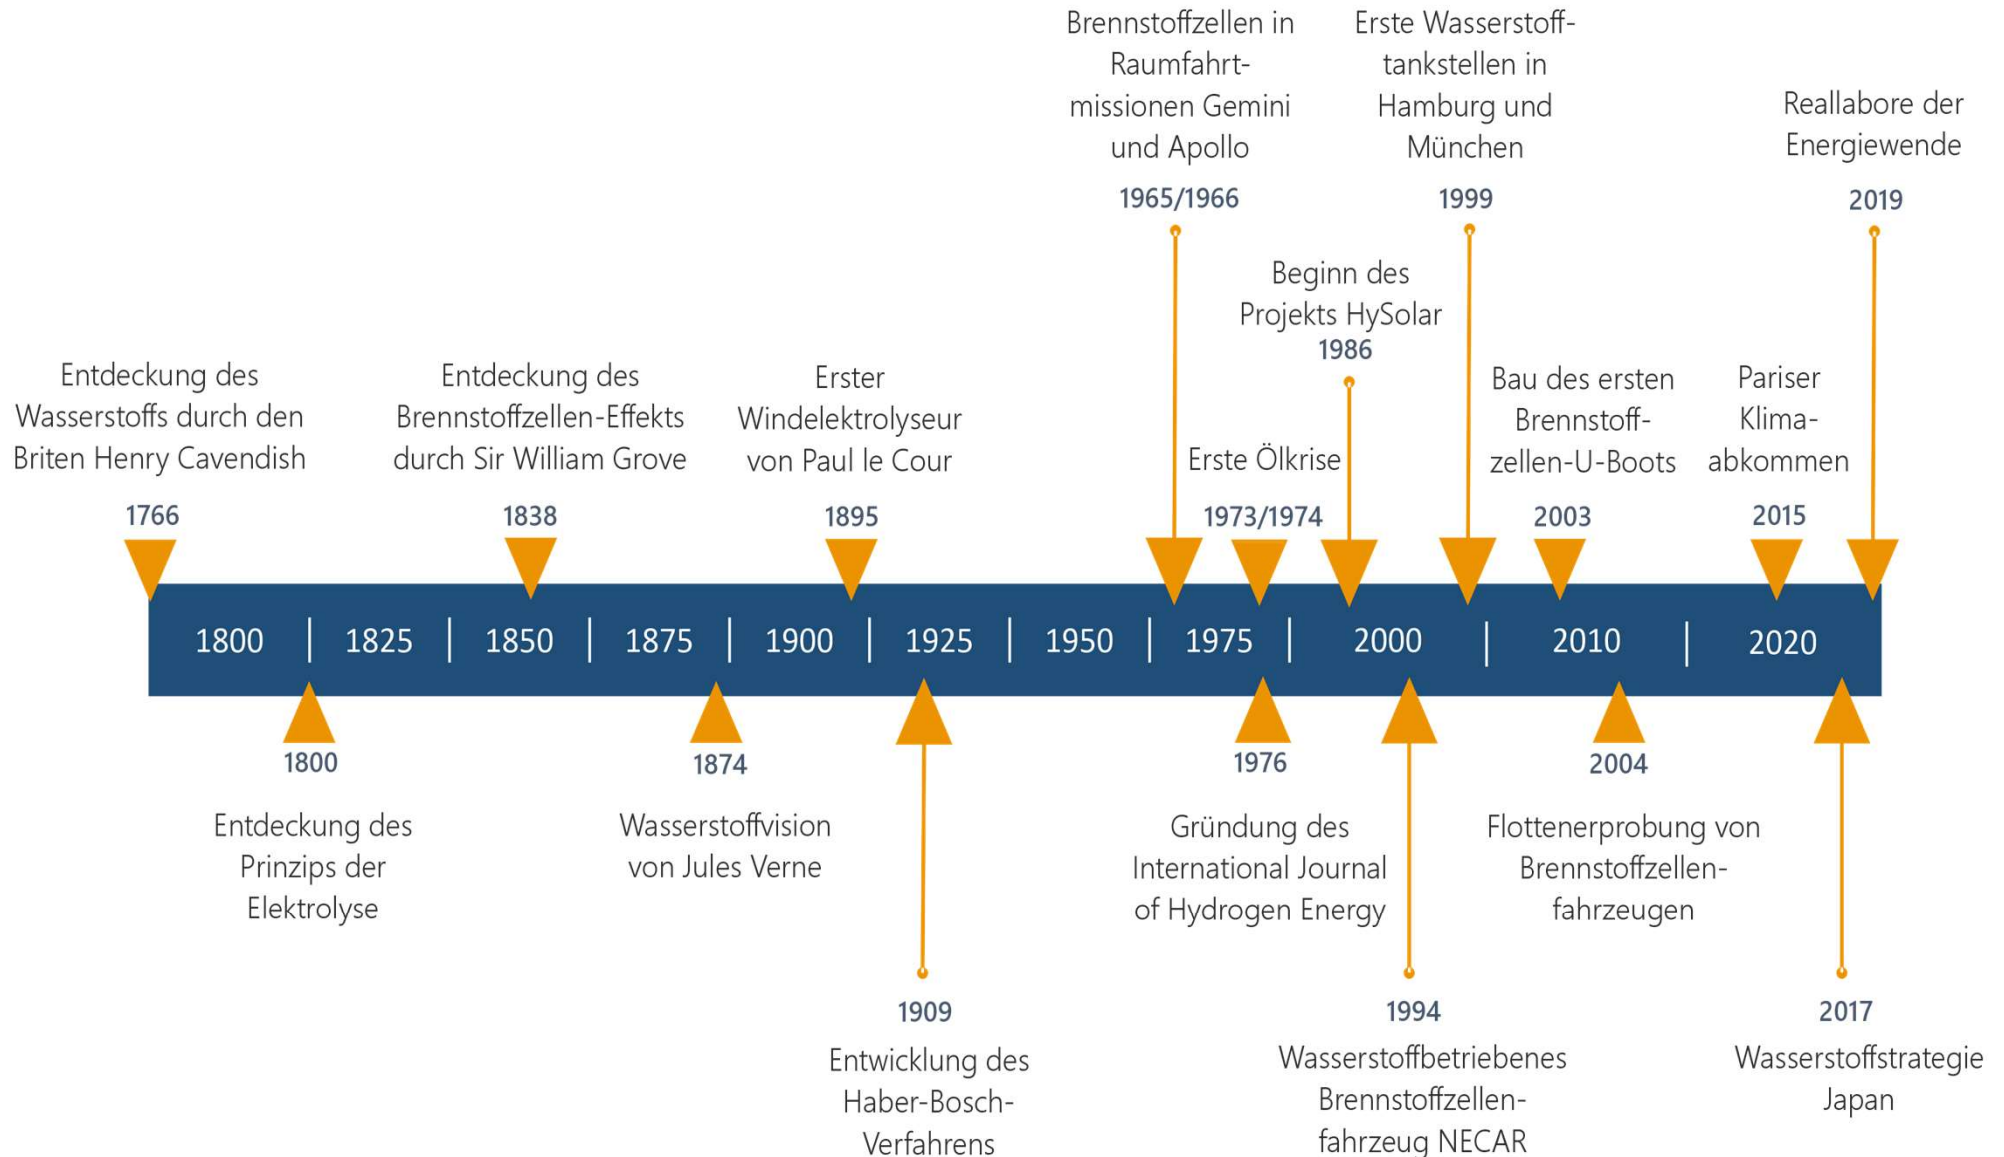 Brennstoffzellen in
Raumfahrt-
missionen Gemini
und Apollo
1965/1966
Erste Wasserstoff-
tankstellen in
Hamburg und
München
1999
Reallabore der
Energiewende
2019
Beginn des
Projekts HySolar
1986
Entdeckung des
Wasserstoffs durch den
Briten Henry Cavendish
1766
Entdeckung des
Brennstoffzellen-Effekts
durch Sir William Grove
1838
Erster
Windelektrolyseur
von Paul le Cour
1895
Erste Ölkrise
1973/1974
Bau des ersten
Brennstoff-
zellen-U-Boots
2003
Pariser
Klima-
abkommen
2015
1800 | 1825 | 1850 | 1875 | 1900 | 1925 | 1950 | 1975 | 2000 | 2010 | 2020
1800
Entdeckung des
Prinzips der
Elektrolyse
1874
Wasserstoffvision
von Jules Verne
1976
Gründung des
International Journal
of Hydrogen Energy
2004
Flottenerprobung von
Brennstoffzellen-
fahrzeugen
1909
Entwicklung des
Haber-Bosch-
Verfahrens
1994
Wasserstoffbetriebenes
Brennstoffzellen-
fahrzeug NECAR
2017
Wasserstoffstrategie
Japan